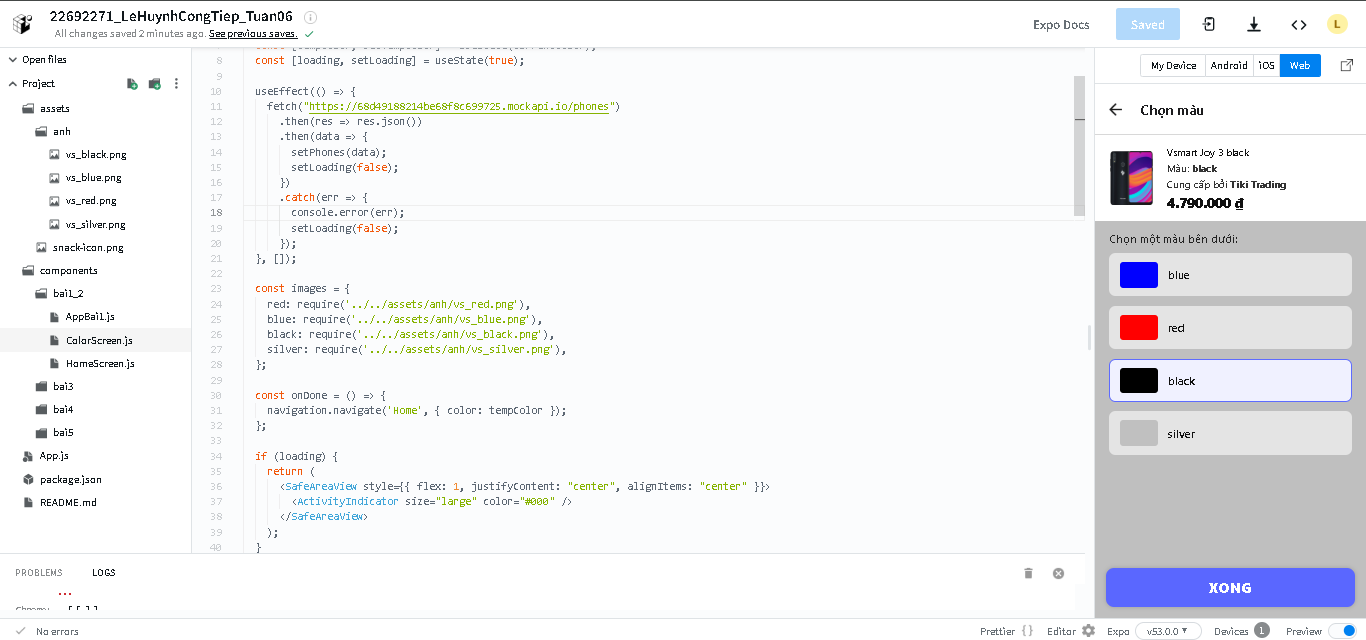 22692271_LeHuynhCongTiep_Tuan06
All changes saved 2 minutes ago. See previous saves.
Expo Docs
Saved
L
Open files
Project
assets
anh
vs_black.png
vs_blue.png
vs_red.png
vs_silver.png
snack-icon.png
components
bai1_2
AppBai1.js
ColorScreen.js
HomeScreen.js
bai3
bai4
bai5
App.js
package.json
README.md
8 const [loading, setLoading] = useState(true);
9
10 useEffect(() => {
11 fetch("https://68d49188214be68f8c699725.mockapi.io/phones")
12 .then(res => res.json())
13 .then(data => {
14 setPhones(data);
15 setLoading(false);
16 })
17 .catch(err => {
18 console.error(err);
19 setLoading(false);
20 });
21 }, []);
22
23 const images = {
24 red: require('../../assets/anh/vs_red.png'),
25 blue: require('../../assets/anh/vs_blue.png'),
26 black: require('../../assets/anh/vs_black.png'),
27 silver: require('../../assets/anh/vs_silver.png'),
28 };
29
30 const onDone = () => {
31 navigation.navigate('Home', { color: tempColor });
32 };
33
34 if (loading) {
35 return (
36 <SafeAreaView style={{ flex: 1, justifyContent: "center", alignItems: "center" }}>
37 <ActivityIndicator size="large" color="#000" />
38 </SafeAreaView>
39 );
40 }
My Device Android iOS Web
Chọn màu
Vsmart Joy 3 black
Màu: black
Cung cấp bởi Tiki Trading
4.790.000 ₫
Chọn một màu bên dưới:
blue
red
black
silver
XONG
PROBLEMS LOGS
No errors
Prettier {} Editor Expo v53.0.0 Devices 1 Preview